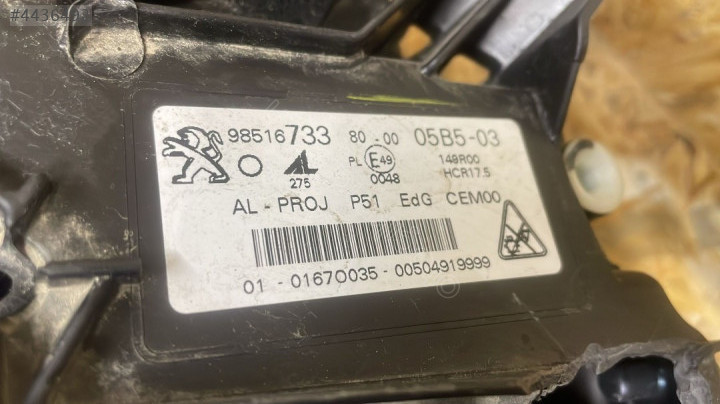 #44364
98516733 80 - 00 05B5-03
PL E49 149R00
275 0048 HCR17.5
AL - PROJ P51 EdG CEM00
01 - 01670035 - 00504919999